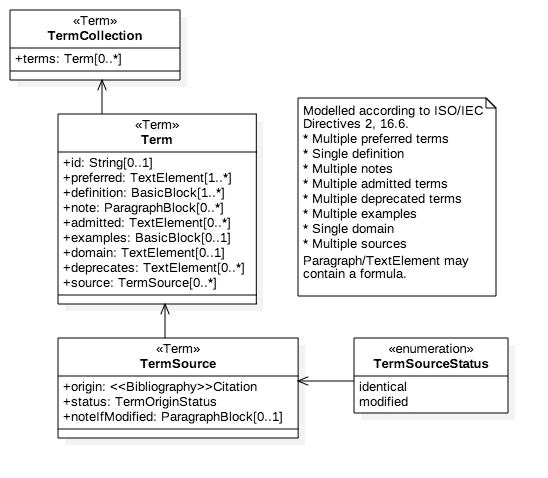 «Term»
TermCollection
+terms: Term[0..*]
«Term»
Term
+id: String[0..1]
+preferred: TextElement[1..*]
+definition: BasicBlock[1..*]
+note: ParagraphBlock[0..*]
+admitted: TextElement[0..*]
+examples: BasicBlock[0..1]
+domain: TextElement[0..1]
+deprecates: TextElement[0..*]
+source: TermSource[0..*]
Modelled according to ISO/IEC
Directives 2, 16.6.
* Multiple preferred terms
* Single definition
* Multiple notes
* Multiple admitted terms
* Multiple deprecated terms
* Multiple examples
* Single domain
* Multiple sources
Paragraph/TextElement may
contain a formula.
«Term»
TermSource
+origin: <<Bibliography>>Citation
+status: TermOriginStatus
+noteIfModified: ParagraphBlock[0..1]
«enumeration»
TermSourceStatus
identical
modified